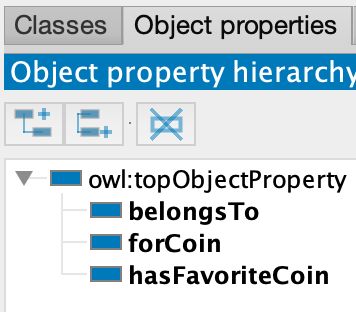 Classes Object properties
Object property hierarchy
owl:topObjectProperty
belongsTo
forCoin
hasFavoriteCoin